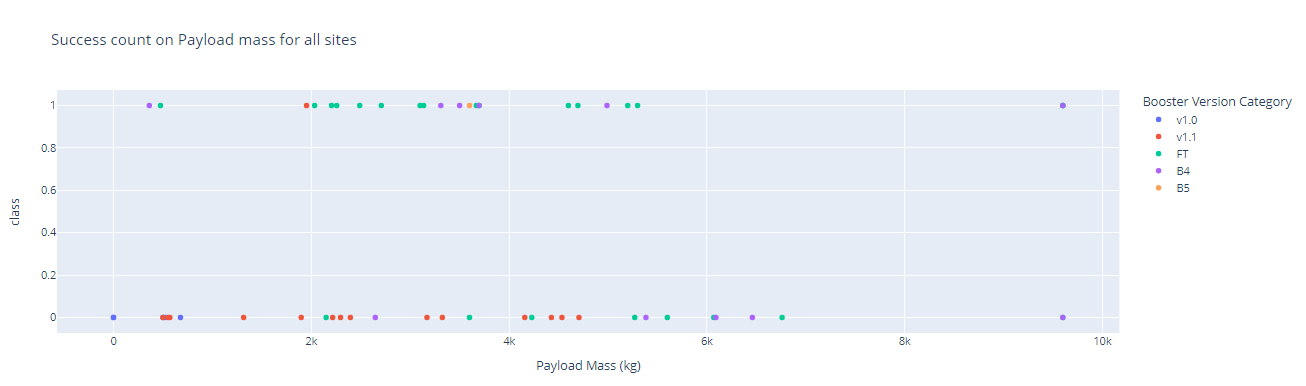 Success count on Payload mass for all sites
Booster Version Category
v1.0
v1.1
FT
B4
B5
class
1
0.8
0.6
0.4
0.2
0
0 2k 4k 6k 8k 10k
Payload Mass (kg)